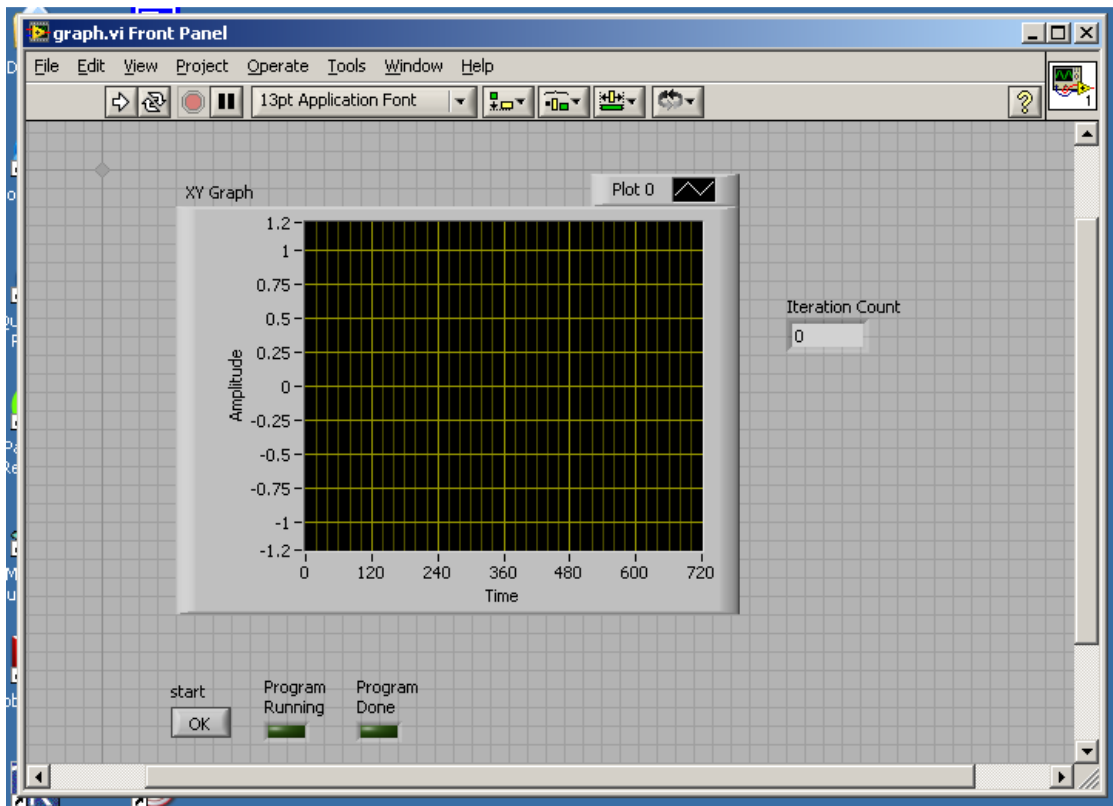 graph.vi Front Panel
File Edit View Project Operate Tools Window Help
13pt Application Font
?
1
XY Graph
Plot 0
1.2
1
0.75
0.5
0.25
0
-0.25
-0.5
-0.75
-1
-1.2
Amplitude
0 120 240 360 480 600 720
Time
Iteration Count
0
start
OK
Program
Running
Program
Done